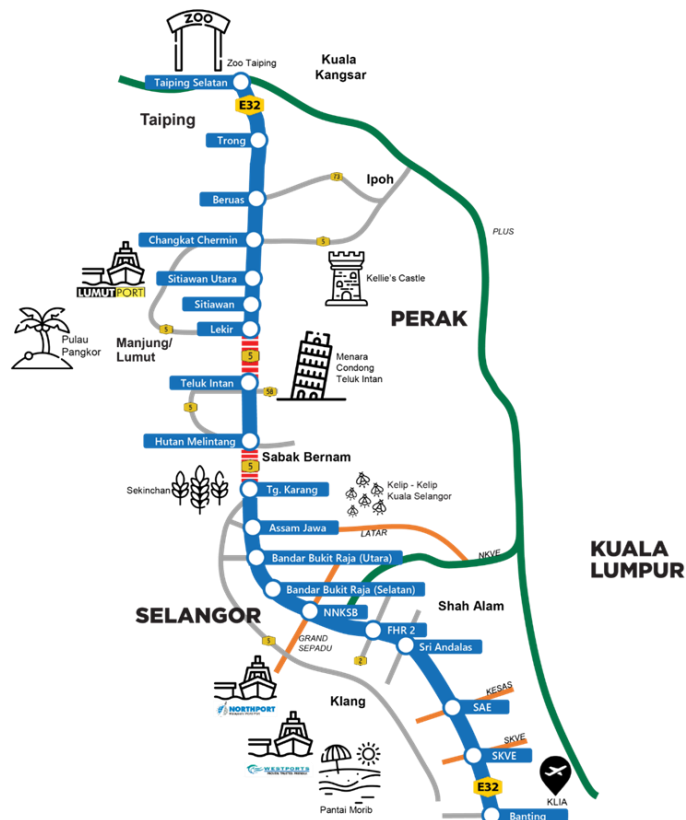 ZOO
Zoo Taiping
Kuala
Kangsar
Taiping Selatan
E32
Taiping
Trong
73
Ipoh
Beruas
PLUS
Changkat Chermin
5
LUMUT PORT
Sitiawan Utara
Kellie's Castle
Sitiawan
PERAK
Pulau
Pangkor
5
Manjung/
Lumut
Lekir
5
Menara
Condong
Teluk Intan
Teluk Intan
58
5
Hutan Melintang
Sabak Bernam
5
Sekinchan
Tg. Karang
Kelip - Kelip
Kuala Selangor
Assam Jawa
LATAR
KUALA
LUMPUR
Bandar Bukit Raja (Utara)
NKVE
Bandar Bukit Raja (Selatan)
SELANGOR
NNKSB
Shah Alam
FHR 2
5
GRAND
SEPADU
2
Sri Andalas
NORTHPORT
Klang
KESAS
SAE
WESTPORTS
SKVE
SKVE
E32
KLIA
Pantai Morib
Banting